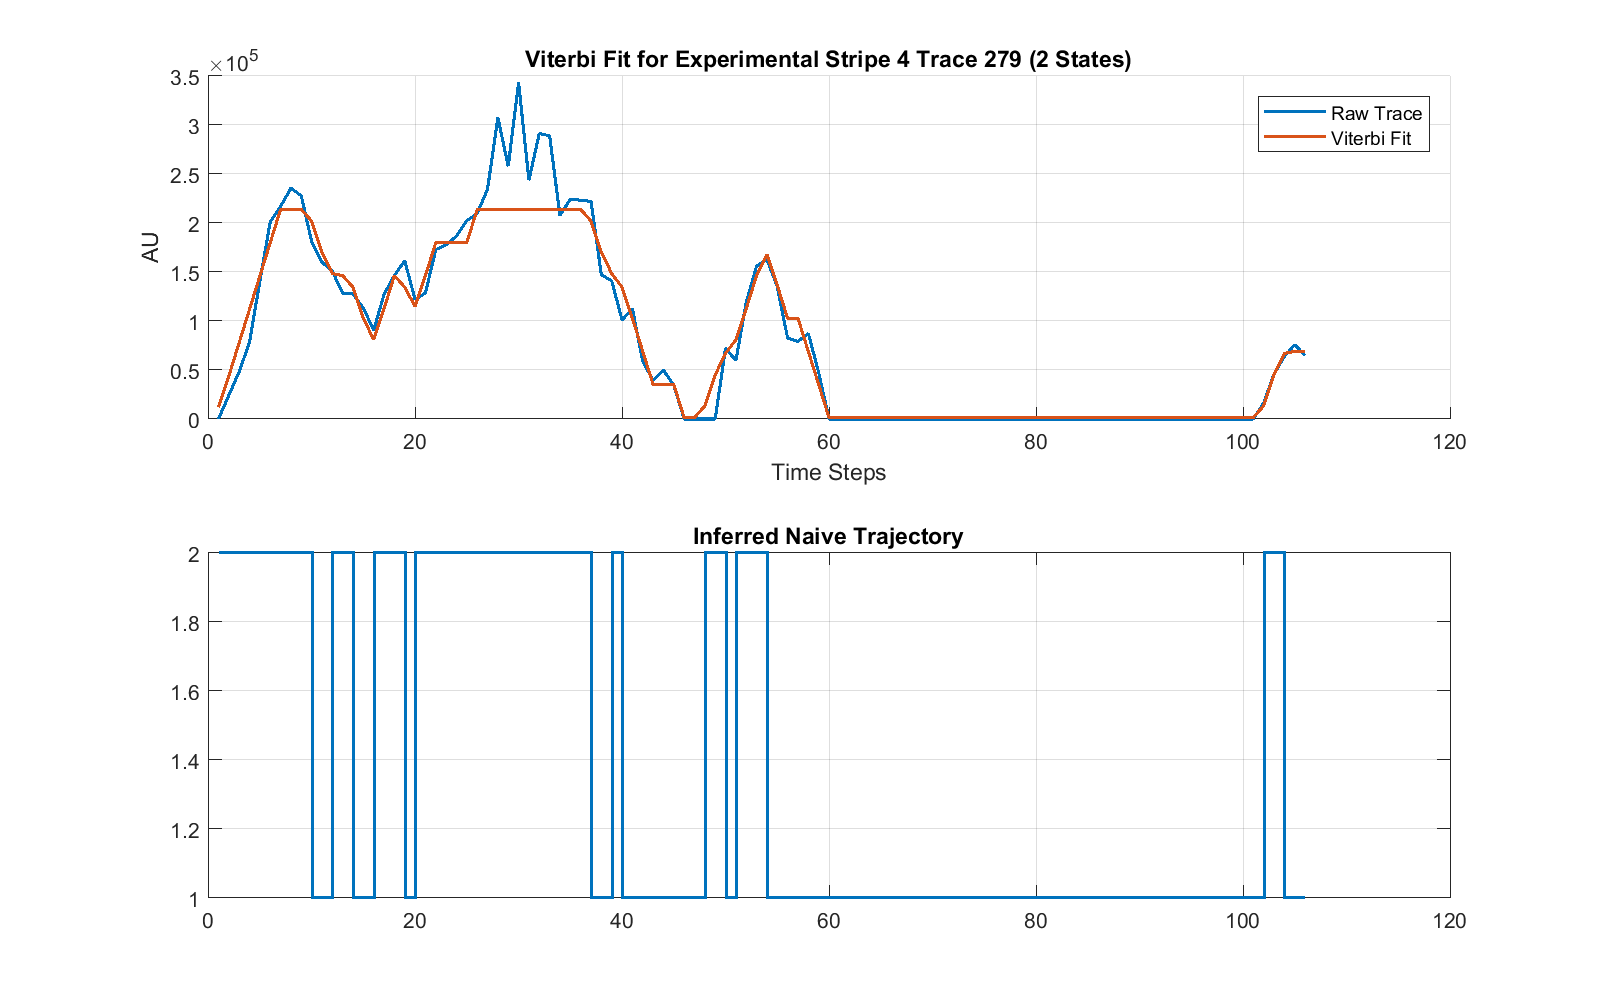 Viterbi Fit for Experimental Stripe 4 Trace 279 (2 States)
×10^5
3.5
3
2.5
2
1.5
1
0.5
0
AU
Raw Trace
Viterbi Fit
0 20 40 60 80 100 120
Time Steps
Inferred Naive Trajectory
2
1.8
1.6
1.4
1.2
1
0 20 40 60 80 100 120